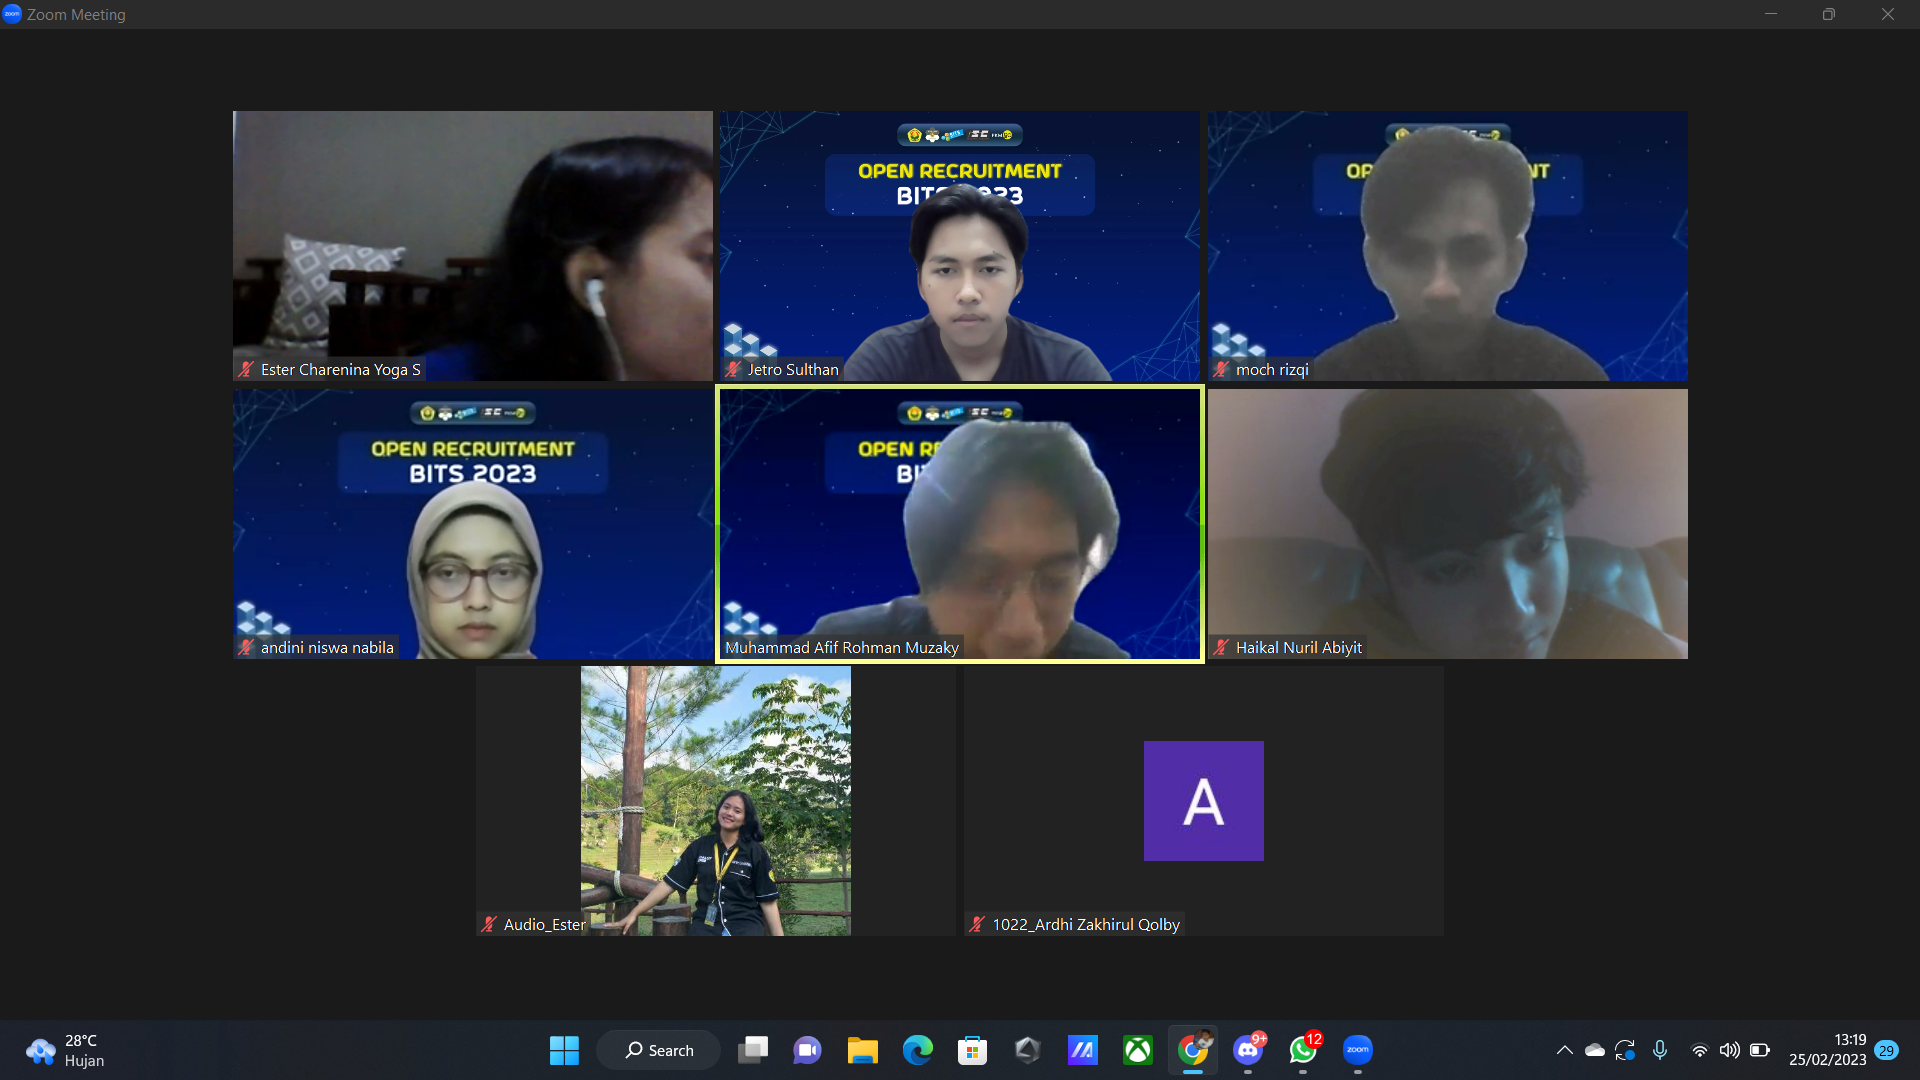 zoom
Zoom Meeting
OPEN RECRUITMENT
BITS 2023
Ester Charenina Yoga S
Jetro Sulthan
moch rizqi
OPEN RECRUITMENT
BITS 2023
andini niswa nabila
Muhammad Afif Rohman Muzaky
Haikal Nuril Abiyit
A
Audio_Ester
1022_Ardhi Zakhirul Qolby
28°C
Hujan
Search
9+
12
zoom
13:19
25/02/2023
29